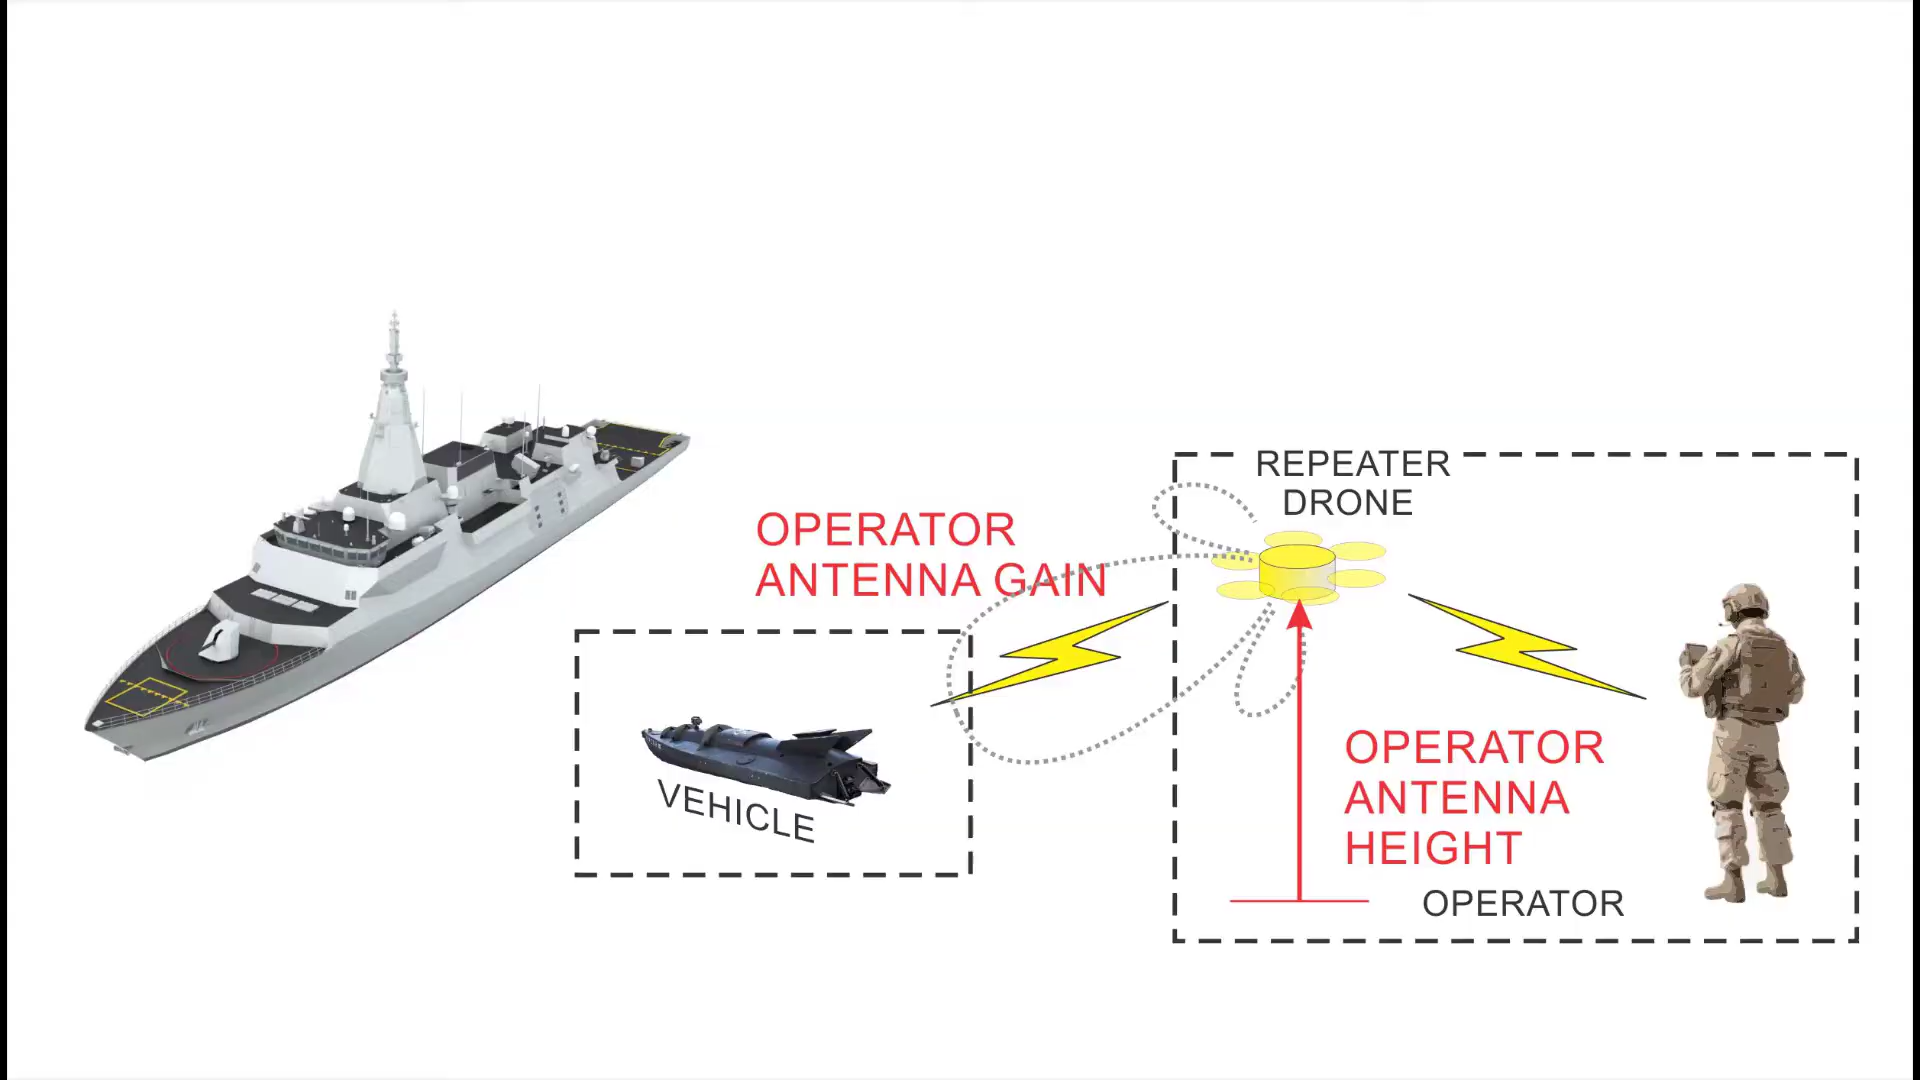 REPEATER
DRONE
OPERATOR
ANTENNA GAIN
VEHICLE
OPERATOR
ANTENNA
HEIGHT
OPERATOR